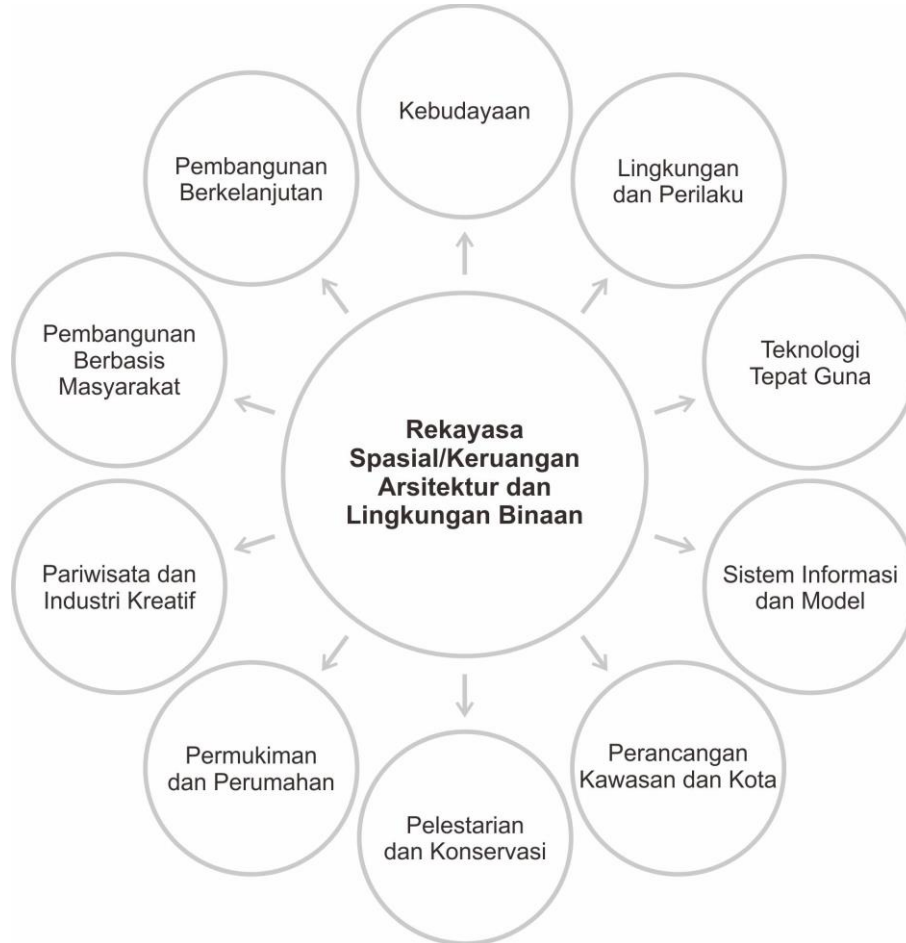 Kebudayaan
Lingkungan
dan Perilaku
Teknologi
Tepat Guna
Sistem Informasi
dan Model
Perancangan
Kawasan dan Kota
Pelestarian
dan Konservasi
Permukiman
dan Perumahan
Pariwisata dan
Industri Kreatif
Pembangunan
Berbasis
Masyarakat
Pembangunan
Berkelanjutan
Rekayasa
Spasial/Keruangan
Arsitektur dan
Lingkungan Binaan